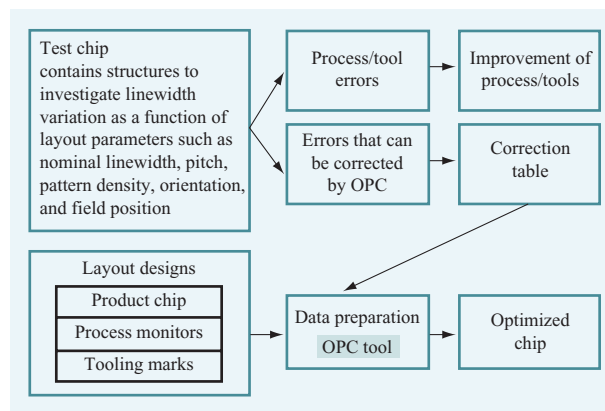 Test chip
contains structures to
investigate linewidth
variation as a function of
layout parameters such as
nominal linewidth, pitch,
pattern density, orientation,
and field position
Process/tool
errors
Improvement of
process/tools
Errors that can
be corrected
by OPC
Correction
table
Layout designs
Product chip
Process monitors
Tooling marks
Data preparation
OPC tool
Optimized
chip